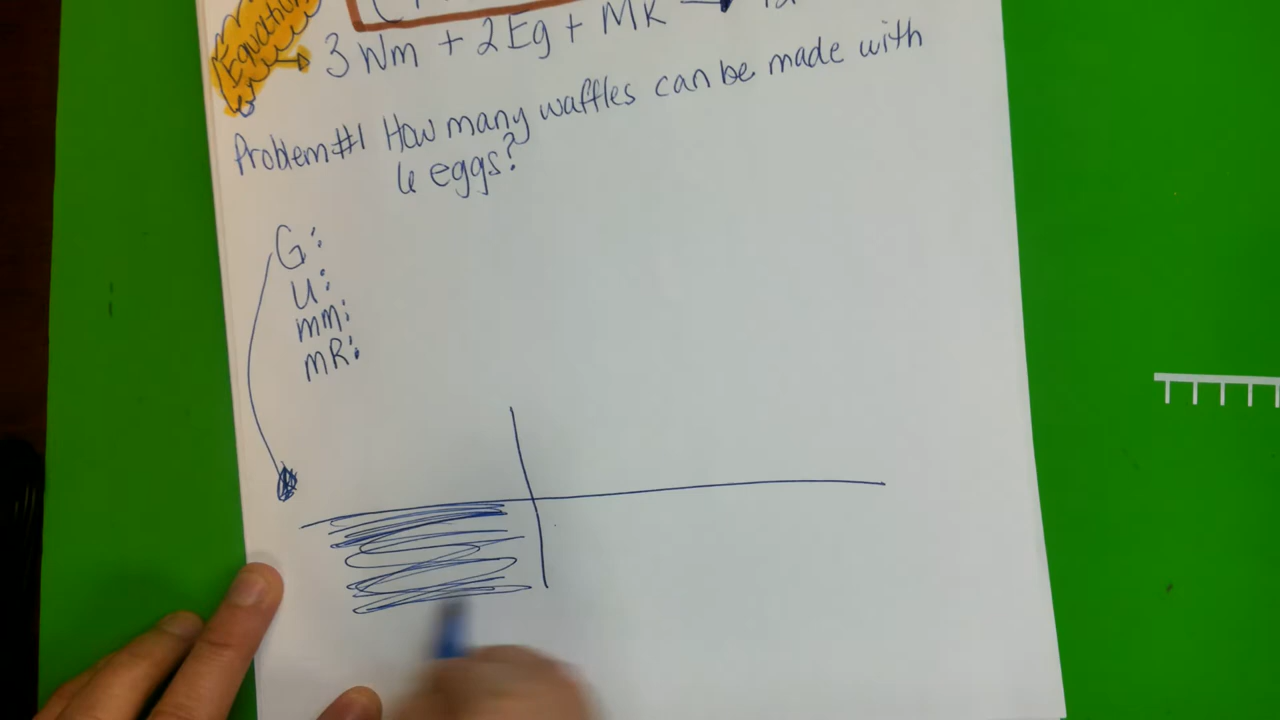 Equation
3 Wm + 2 Eg + MK →
Problem #1 How many waffles can be made with
6 eggs?
G:
U:
mm:
mR: